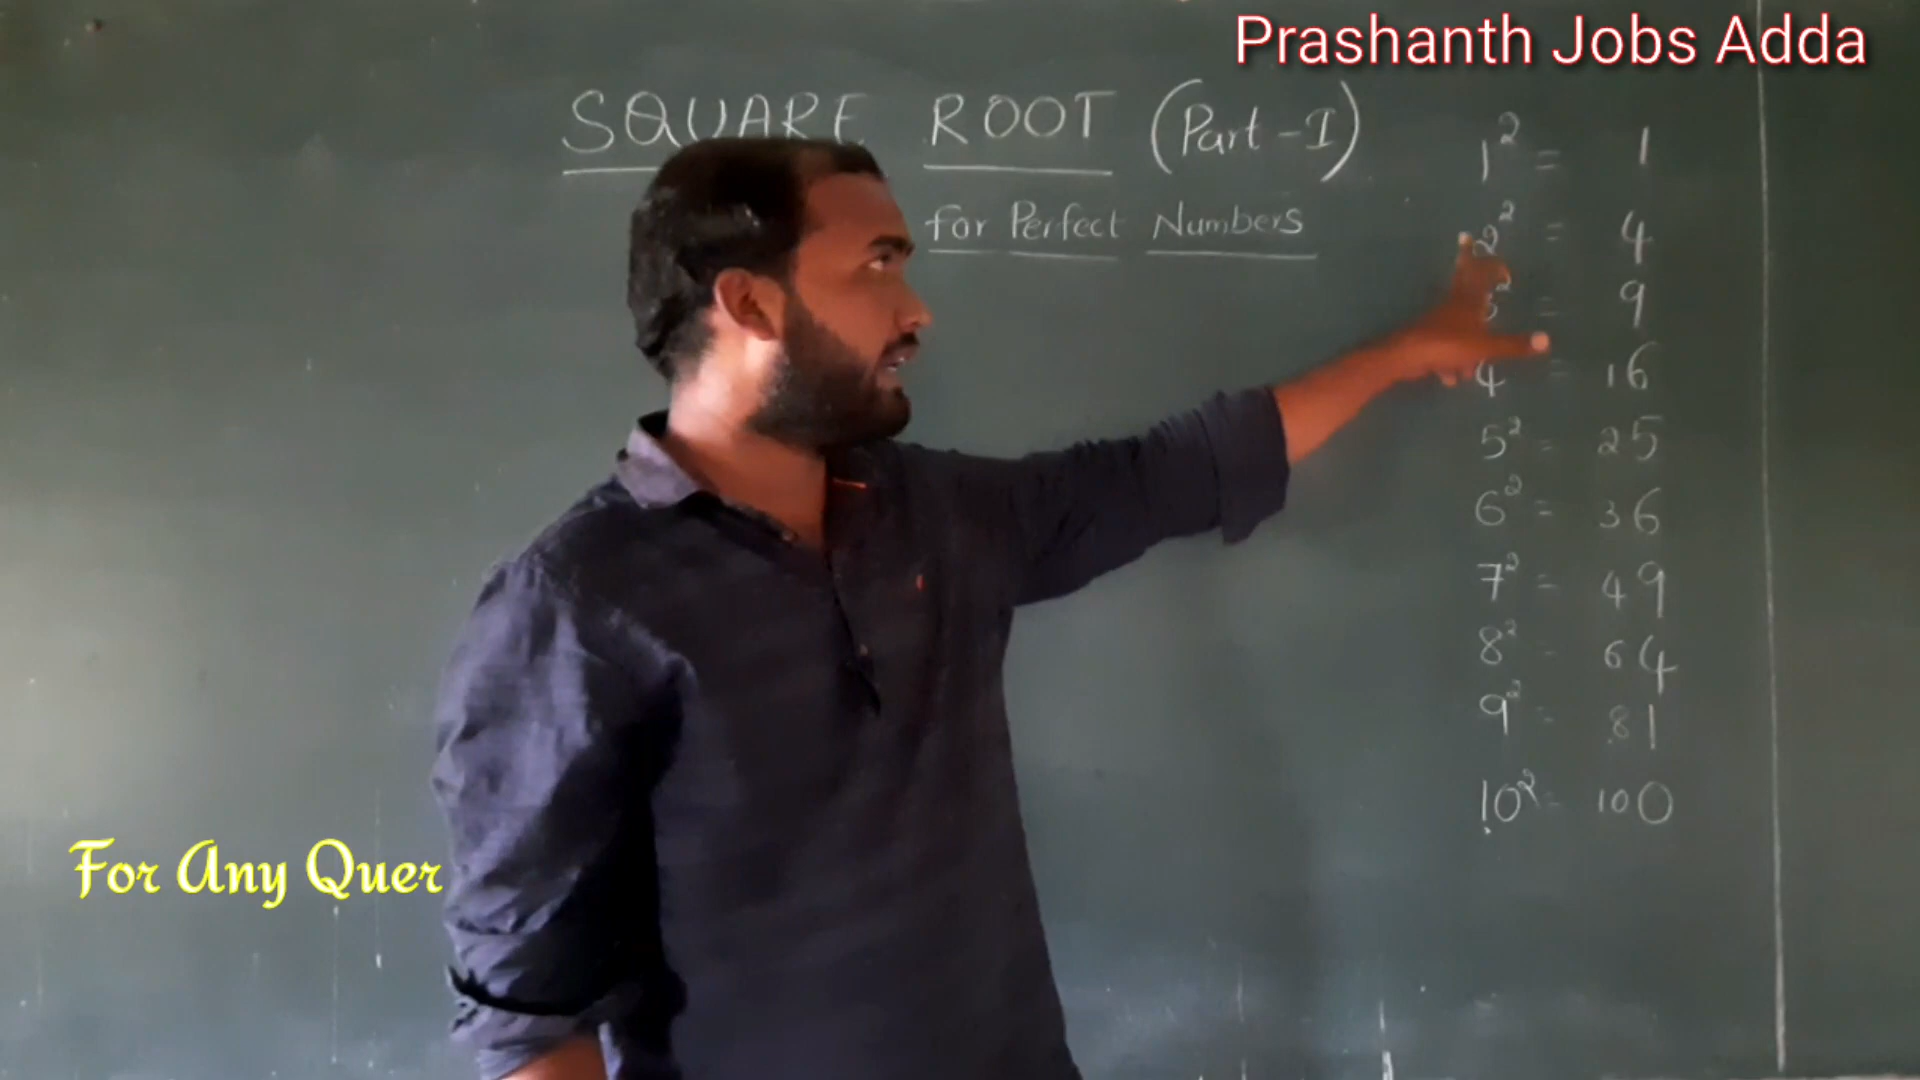 Prashanth Jobs Adda
SQUARE ROOT (Part-I)
for Perfect Numbers
1² = 1
2² = 4
3² = 9
4 = 16
5² = 25
6² = 36
7² = 49
8² = 64
9² = 81
10² = 100
For Any Quer